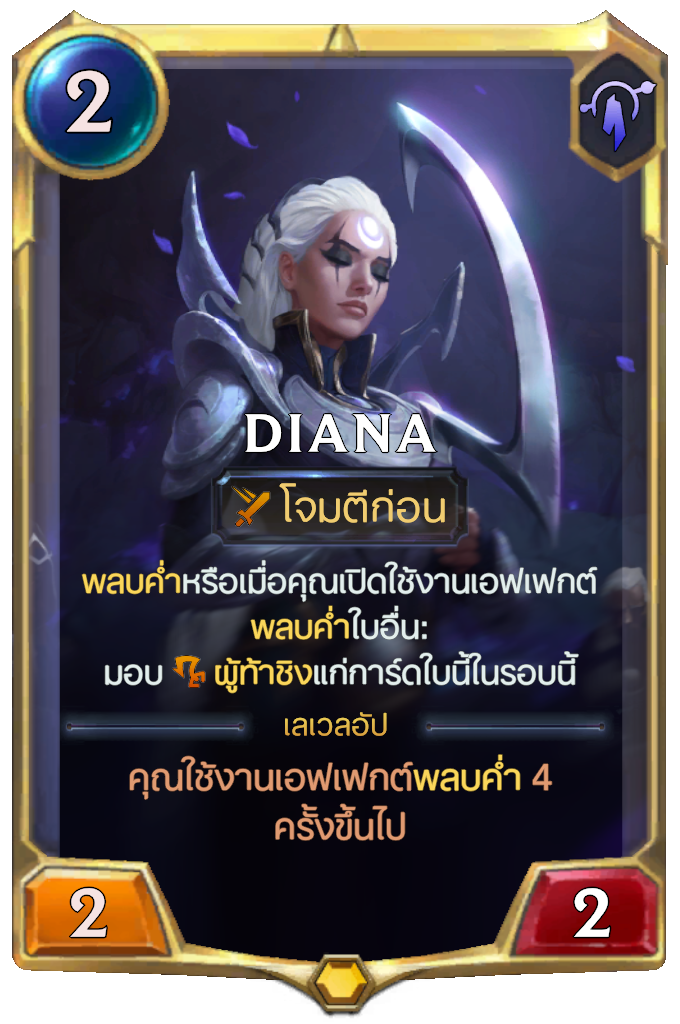 2
DIANA
โจมตีก่อน
พลบค่ำหรือเมื่อคุณเปิดใช้งานเอฟเฟกต์
พลบค่ำใบอื่น:
มอบ ผู้ท้าชิงแก่การ์ดใบนี้ในรอบนี้
เลเวลอัป
คุณใช้งานเอฟเฟกต์พลบค่ำ 4
ครั้งขึ้นไป
2
2